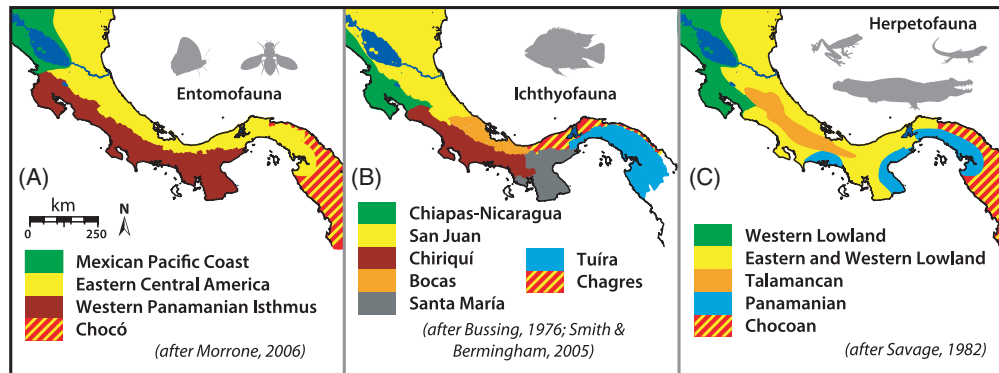 Entomofauna
(A)
km
0 250
N
Mexican Pacific Coast
Eastern Central America
Western Panamanian Isthmus
Chocó
(after Morrone, 2006)
Ichthyofauna
(B)
Chiapas-Nicaragua
San Juan
Chiriquí
Bocas
Santa María
Tuíra
Chagres
(after Bussing, 1976; Smith &
Bermingham, 2005)
Herpetofauna
(C)
Western Lowland
Eastern and Western Lowland
Talamancan
Panamanian
Chocoan
(after Savage, 1982)